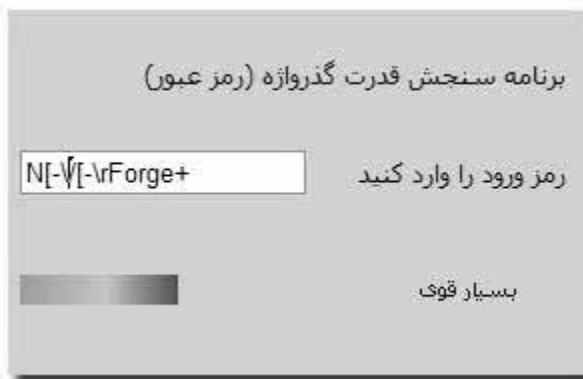 برنامه سنجش قدرت گذرواژه (رمز عبور)
رمز ورود را وارد کنید
N[-\/[-\rForge+
بسیار قوی